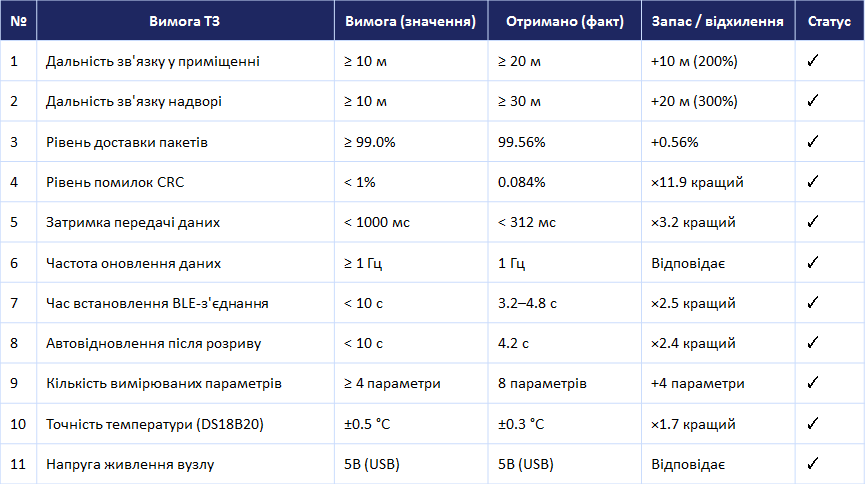 № Вимога ТЗ Вимога (значення) Отримано (факт) Запас / відхилення Статус
1 Дальність зв'язку у приміщенні ≥ 10 м ≥ 20 м +10 м (200%) ✓
2 Дальність зв'язку надворі ≥ 10 м ≥ 30 м +20 м (300%) ✓
3 Рівень доставки пакетів ≥ 99.0% 99.56% +0.56% ✓
4 Рівень помилок CRC < 1% 0.084% ×11.9 кращий ✓
5 Затримка передачі даних < 1000 мс < 312 мс ×3.2 кращий ✓
6 Частота оновлення даних ≥ 1 Гц 1 Гц Відповідає ✓
7 Час встановлення BLE-з'єднання < 10 с 3.2–4.8 с ×2.5 кращий ✓
8 Автовідновлення після розриву < 10 с 4.2 с ×2.4 кращий ✓
9 Кількість вимірюваних параметрів ≥ 4 параметри 8 параметрів +4 параметри ✓
10 Точність температури (DS18B20) ±0.5 °C ±0.3 °C ×1.7 кращий ✓
11 Напруга живлення вузлу 5В (USB) 5В (USB) Відповідає ✓